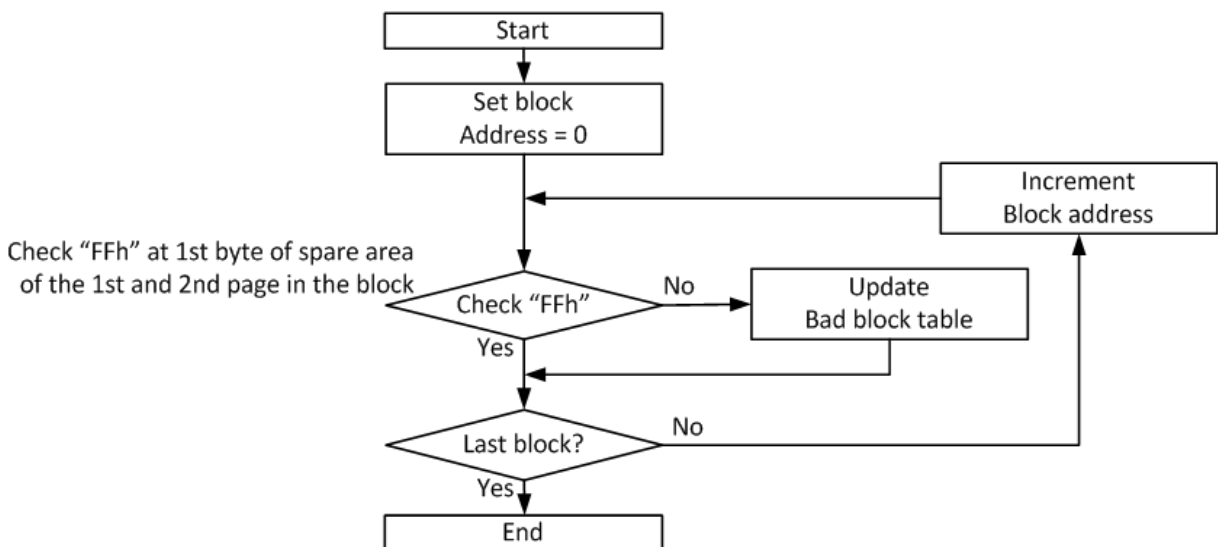 Start
Set block
Address = 0
Increment
Block address
Check “FFh” at 1st byte of spare area
of the 1st and 2nd page in the block
Check “FFh”
No
Update
Bad block table
Yes
Last block?
No
Yes
End